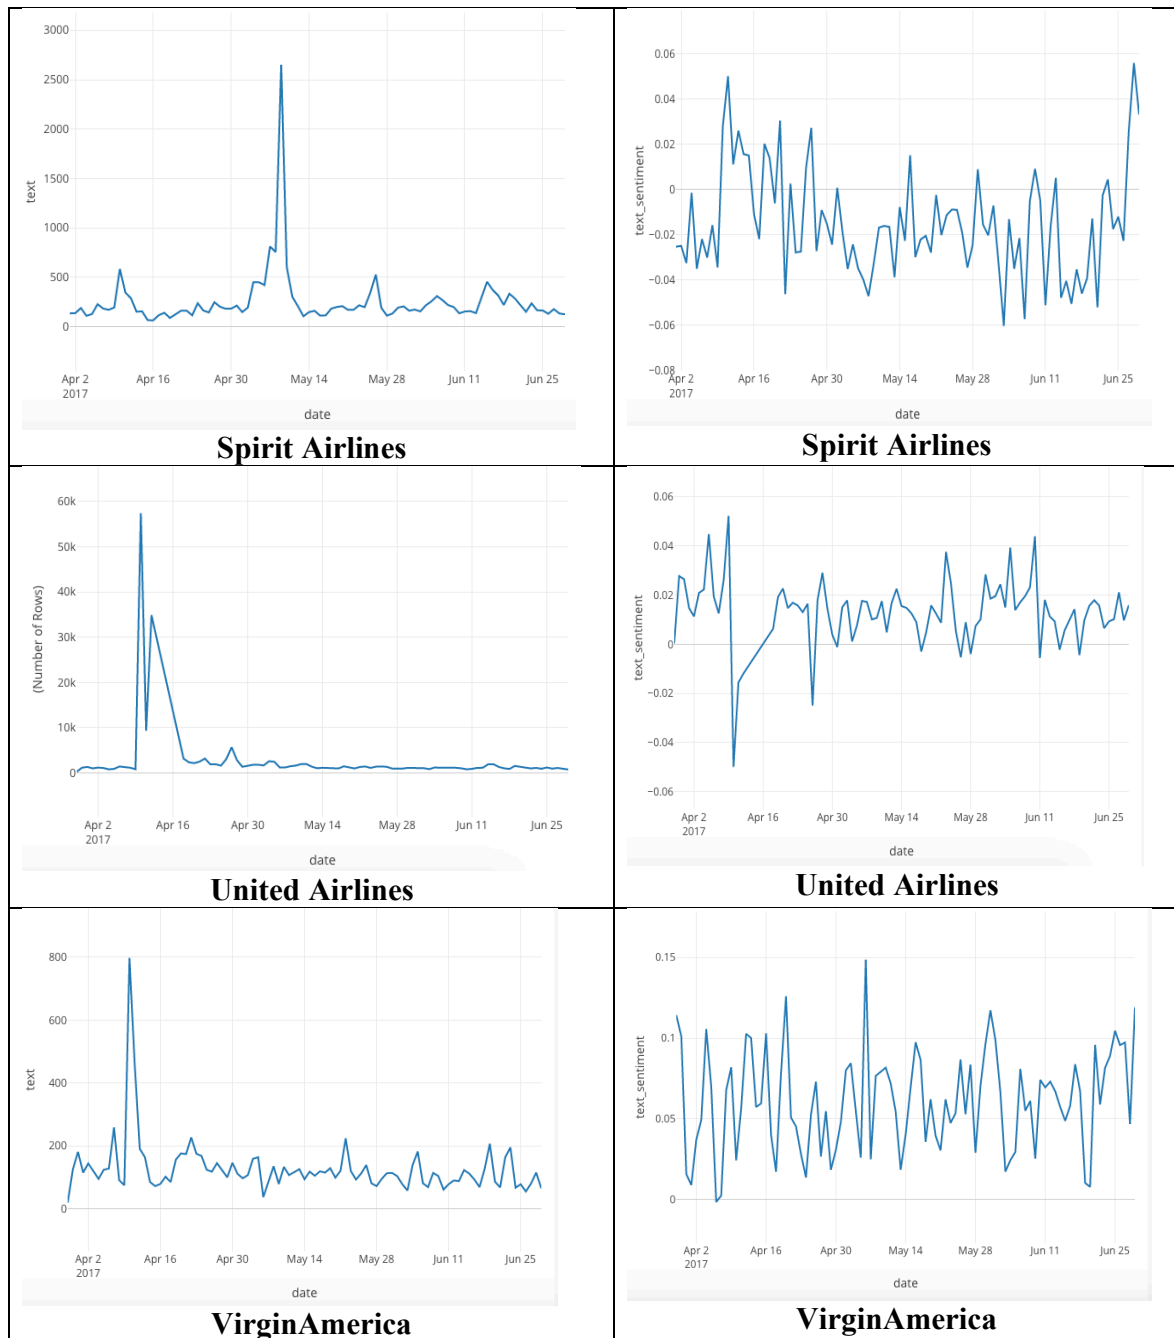 3000
2500
2000
1500
1000
500
0
text
Apr 2 Apr 16 Apr 30 May 14 May 28 Jun 11 Jun 25
2017
date
Spirit Airlines
0.06
0.04
0.02
0
−0.02
−0.04
−0.06
−0.08
text_sentiment
Apr 2 Apr 16 Apr 30 May 14 May 28 Jun 11 Jun 25
2017
date
Spirit Airlines
60k
50k
40k
30k
20k
10k
0
(Number of Rows)
Apr 2 Apr 16 Apr 30 May 14 May 28 Jun 11 Jun 25
2017
date
United Airlines
0.06
0.04
0.02
0
−0.02
−0.04
−0.06
text_sentiment
Apr 2 Apr 16 Apr 30 May 14 May 28 Jun 11 Jun 25
2017
date
United Airlines
800
600
400
200
0
text
Apr 2 Apr 16 Apr 30 May 14 May 28 Jun 11 Jun 25
2017
date
VirginAmerica
0.15
0.1
0.05
0
text_sentiment
Apr 2 Apr 16 Apr 30 May 14 May 28 Jun 11 Jun 25
2017
date
VirginAmerica